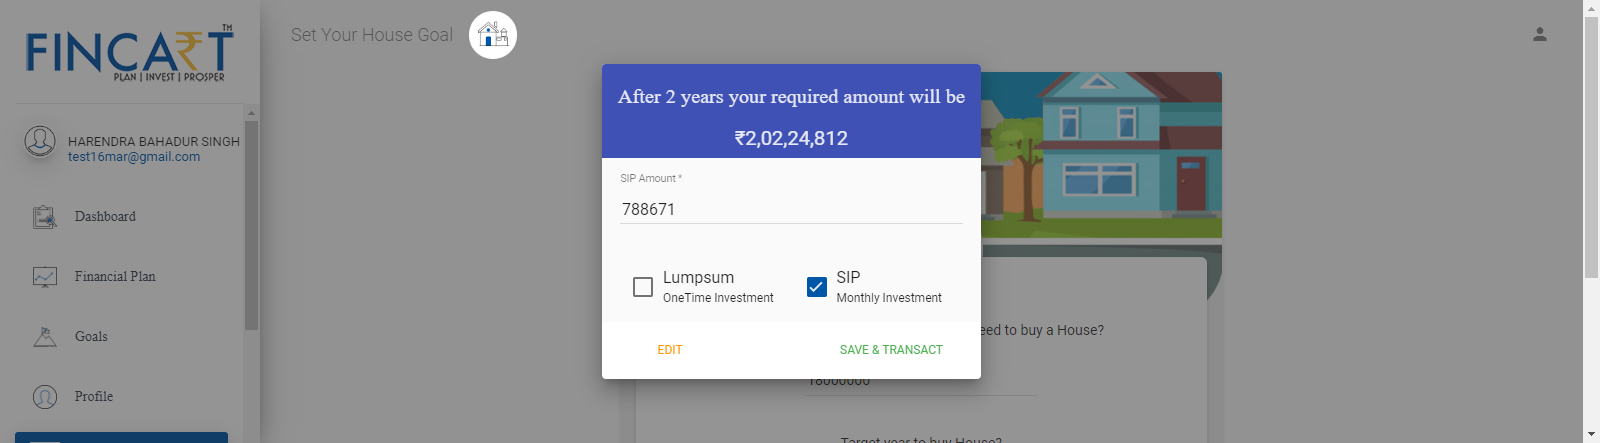 FINCART
TM
PLAN | INVEST | PROSPER
HARENDRA BAHADUR SINGH
test16mar@gmail.com
Dashboard
Financial Plan
Goals
Profile
Set Your House Goal
After 2 years your required amount will be
₹2,02,24,812
SIP Amount *
788671
Lumpsum
OneTime Investment
SIP
Monthly Investment
EDIT
SAVE & TRANSACT
eed to buy a House?
18000000
Target year to buy House?